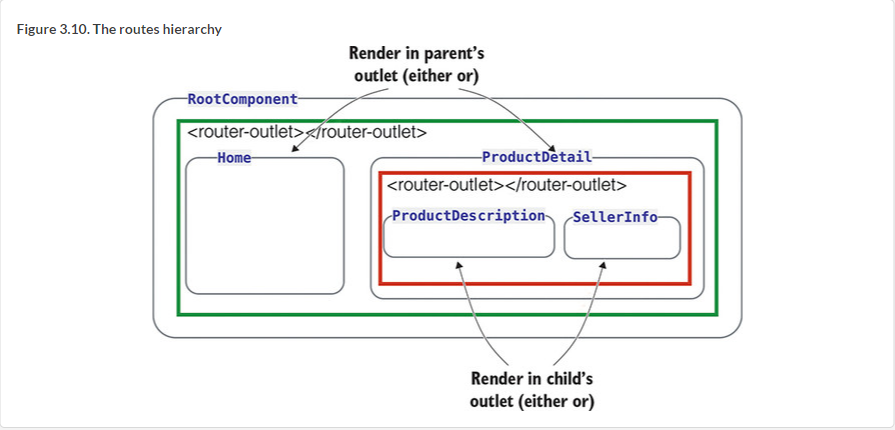 Figure 3.10. The routes hierarchy
Render in parent's
outlet (either or)
RootComponent
<router-outlet></router-outlet>
Home
ProductDetail
<router-outlet></router-outlet>
ProductDescription
SellerInfo
Render in child's
outlet (either or)